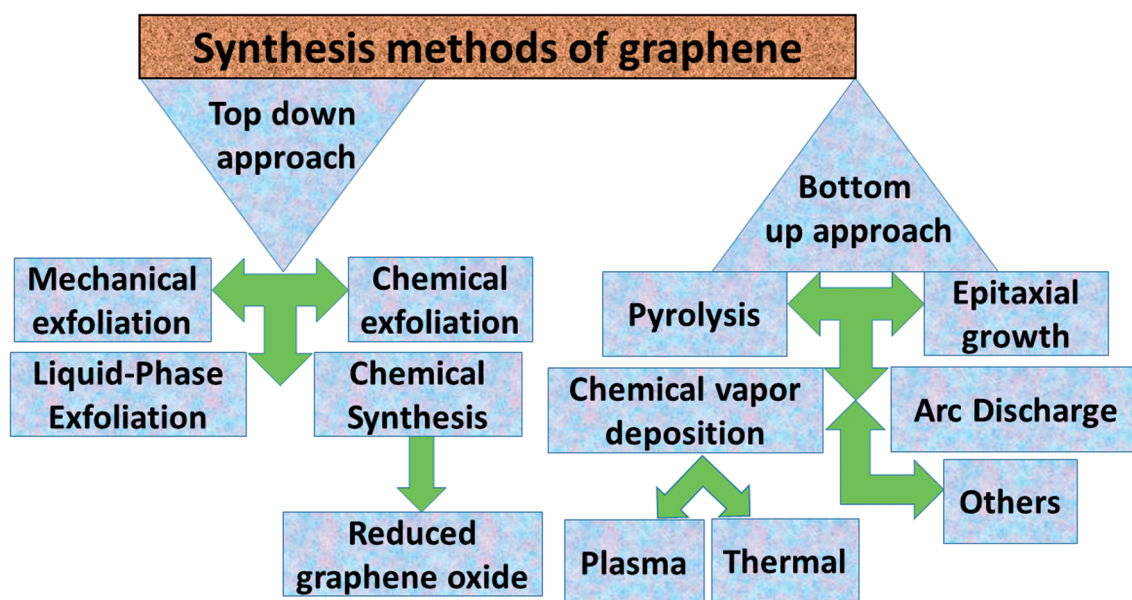 Synthesis methods of graphene
Top down
approach
Bottom
up approach
Mechanical
exfoliation
Chemical
exfoliation
Liquid-Phase
Exfoliation
Chemical
Synthesis
Reduced
graphene oxide
Pyrolysis
Epitaxial
growth
Chemical vapor
deposition
Arc Discharge
Others
Plasma
Thermal